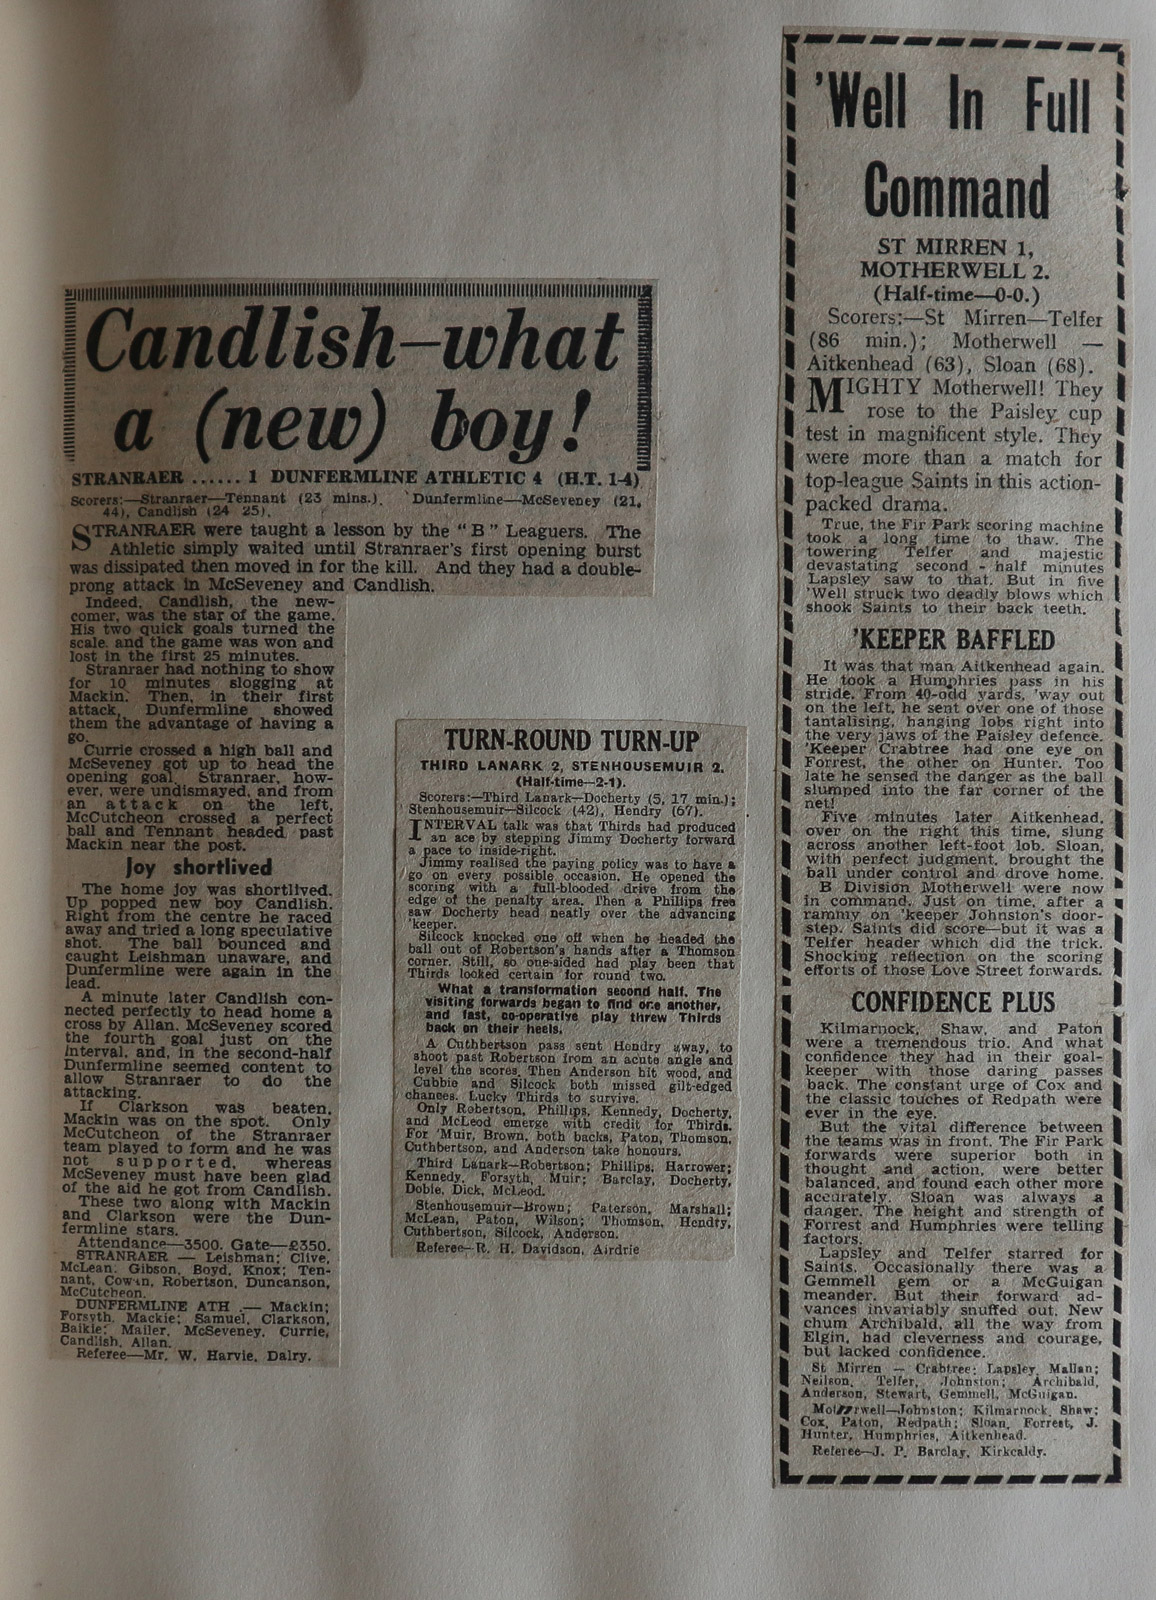 Candlish—what
a (new) boy!
STRANRAER ...... 1 DUNFERMLINE ATHLETIC 4 (H.T. 1-4)
Scorers:—Stranraer—Tennant (23 mins.). Dunfermline—McSeveney (21,
44), Candlish (24 25).
STRANRAER were taught a lesson by the "B" Leaguers. The
Athletic simply waited until Stranraer's first opening burst
was dissipated then moved in for the kill. And they had a double-
prong attack in McSeveney and Candlish.
Indeed, Candlish, the new-
comer, was the star of the game.
His two quick goals turned the
scale, and the game was won and
lost in the first 25 minutes.
Stranraer had nothing to show
for 10 minutes slogging at
Mackin. Then, in their first
attack, Dunfermline showed
them the advantage of having a
go.
Currie crossed a high ball and
McSeveney got up to head the
opening goal. Stranraer, how-
ever, were undismayed, and from
an attack on the left,
McCutcheon crossed a perfect
ball and Tennant headed past
Mackin near the post.
Joy shortlived
The home joy was shortlived.
Up popped new boy Candlish.
Right from the centre he raced
away and tried a long speculative
shot. The ball bounced and
caught Leishman unaware, and
Dunfermline were again in the
lead.
A minute later Candlish con-
nected perfectly to head home a
cross by Allan. McSeveney scored
the fourth goal just on the
interval, and, in the second-half
Dunfermline seemed content to
allow Stranraer to do the
attacking.
If Clarkson was beaten,
Mackin was on the spot. Only
McCutcheon of the Stranraer
team played to form and he was
not supported, whereas
McSeveney must have been glad
of the aid he got from Candlish.
These two along with Mackin
and Clarkson were the Dun-
fermline stars.
Attendance—3500. Gate—£350.
STRANRAER — Leishman; Clive,
McLean. Gibson, Boyd, Knox; Ten-
nant, Cowan, Robertson, Duncanson,
McCutcheon.
DUNFERMLINE ATH.— Mackin;
Forsyth, Mackie; Samuel, Clarkson,
Baikie; Mailer, McSeveney, Currie,
Candlish, Allan.
Referee—Mr. W. Harvie, Dalry.
TURN-ROUND TURN-UP
THIRD LANARK 2, STENHOUSEMUIR 2.
(Half-time—2-1).
Scorers:—Third Lanark—Docherty (5, 17 min.);
Stenhousemuir—Silcock (42), Hendry (67).
INTERVAL talk was that Thirds had produced
an ace by stepping Jimmy Docherty forward
a pace to inside-right.
Jimmy realised the paying policy was to have a
go on every possible occasion. He opened the
scoring with a full-blooded drive from the
edge of the penalty area. Then a Phillips free
saw Docherty head neatly over the advancing
'keeper.
Silcock knocked one off when he headed the
ball out of Robertson's hands after a Thomson
corner. Still, so one-sided had play been that
Thirds looked certain for round two.
What a transformation second half. The
visiting forwards began to find one another,
and fast, co-operative play threw Thirds
back on their heels.
A Cuthbertson pass sent Hendry away, to
shoot past Robertson from an acute angle and
level the scores. Then Anderson hit wood, and
Cubbie and Silcock both missed gilt-edged
chances. Lucky Thirds to survive.
Only Robertson, Phillips, Kennedy, Docherty,
and McLeod emerge with credit for Thirds.
For 'Muir, Brown, both backs, Paton, Thomson,
Cuthbertson, and Anderson take honours.
Third Lanark—Robertson; Phillips, Harrower;
Kennedy, Forsyth, Muir; Barclay, Docherty,
Dobie, Dick, McLeod.
Stenhousemuir—Brown; Paterson, Marshall;
McLean, Paton, Wilson; Thomson, Hendry,
Cuthbertson, Silcock, Anderson.
Referee—R. H. Davidson, Airdrie
'Well In Full
Command
ST MIRREN 1,
MOTHERWELL 2.
(Half-time—0-0.)
Scorers:—St Mirren—Telfer
(86 min.); Motherwell —
Aitkenhead (63), Sloan (68).
MIGHTY Motherwell! They
rose to the Paisley cup
test in magnificent style. They
were more than a match for
top-league Saints in this action-
packed drama.
True, the Fir Park scoring machine
took a long time to thaw. The
towering Telfer and majestic
devastating second-half minutes
Lapsley saw to that. But in five
'Well struck two deadly blows which
shook Saints to their back teeth.
'KEEPER BAFFLED
It was that man Aitkenhead again.
He took a Humphries pass in his
stride. From 40-odd yards, 'way out
on the left, he sent over one of those
tantalising, hanging lobs right into
the very jaws of the Paisley defence.
'Keeper Crabtree had one eye on
Forrest, the other on Hunter. Too
late he sensed the danger as the ball
slumped into the far corner of the
net!
Five minutes later Aitkenhead,
over on the right this time, slung
across another left-foot lob. Sloan,
with perfect judgment, brought the
ball under control and drove home.
B Division Motherwell were now
in command. Just on time, after a
rammy on 'keeper Johnston's door-
step, Saints did score—but it was a
Telfer header which did the trick.
Shocking reflection on the scoring
efforts of those Love Street forwards.
CONFIDENCE PLUS
Kilmarnock, Shaw, and Paton
were a tremendous trio. And what
confidence they had in their goal-
keeper with those daring passes
back. The constant urge of Cox and
the classic touches of Redpath were
ever in the eye.
But the vital difference between
the teams was in front. The Fir Park
forwards were superior both in
thought and action, were better
balanced, and found each other more
accurately. Sloan was always a
danger. The height and strength of
Forrest and Humphries were telling
factors.
Lapsley and Telfer starred for
Saints. Occasionally there was a
Gemmell gem or a McGuigan
meander. But their forward ad-
vances invariably snuffed out. New
chum Archibald, all the way from
Elgin, had cleverness and courage,
but lacked confidence.
St Mirren — Crabtree; Lapsley, Mallan;
Neilson, Telfer, Johnston; Archibald,
Anderson, Stewart, Gemmell, McGuigan.
Motherwell—Johnston; Kilmarnock, Shaw;
Cox, Paton, Redpath; Sloan, Forrest, J.
Hunter, Humphries, Aitkenhead.
Referee—J. P. Barclay, Kirkcaldy.